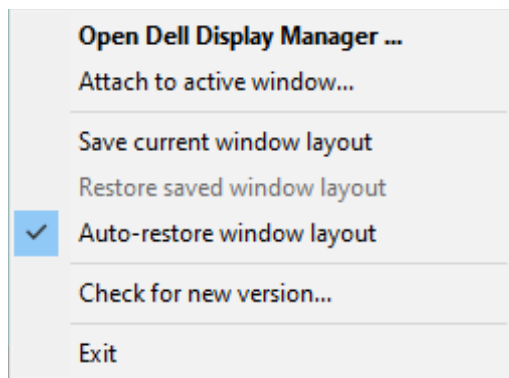 Open Dell Display Manager ...
Attach to active window...
Save current window layout
Restore saved window layout
Auto-restore window layout
Check for new version...
Exit